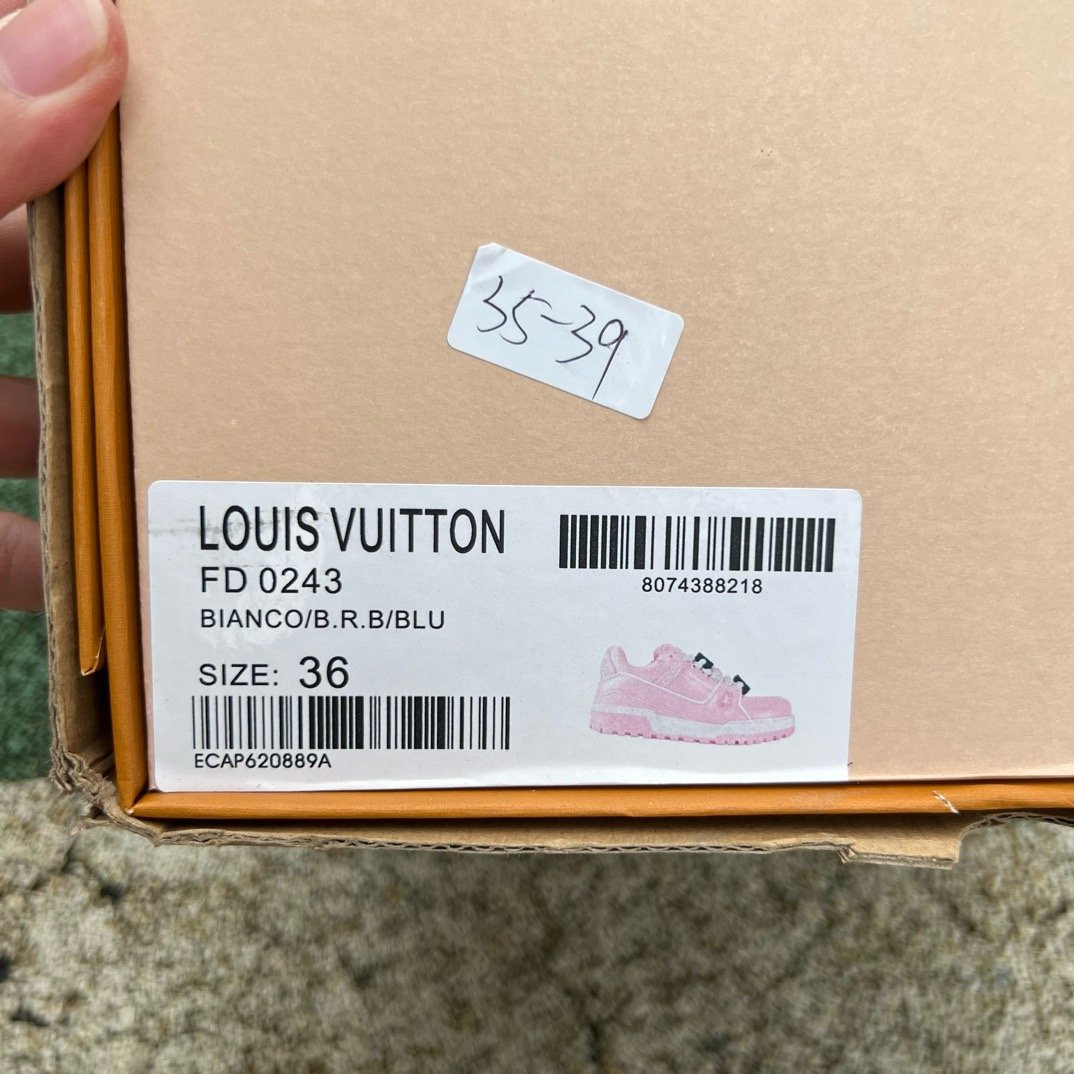 35-39
LOUIS VUITTON
FD 0243
BIANCO/B.R.B/BLU
SIZE: 36
ECAP620889A
8074388218